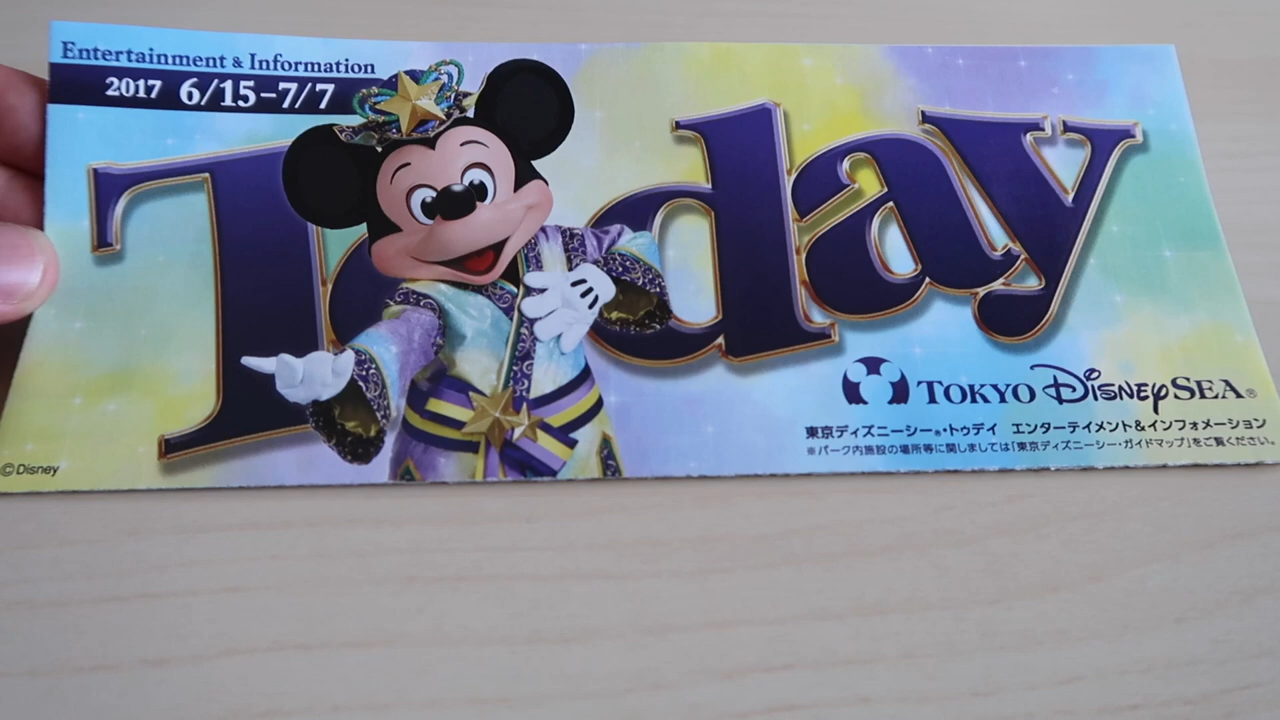 Entertainment & Information
2017 6/15-7/7
Today
TOKYO DISNEYSEA®
東京ディズニーシー®・トゥデイ エンターテイメント&インフォメーション
※パーク内施設の場所等に関しましては「東京ディズニーシー・ガイドマップ」をご覧ください。
©Disney